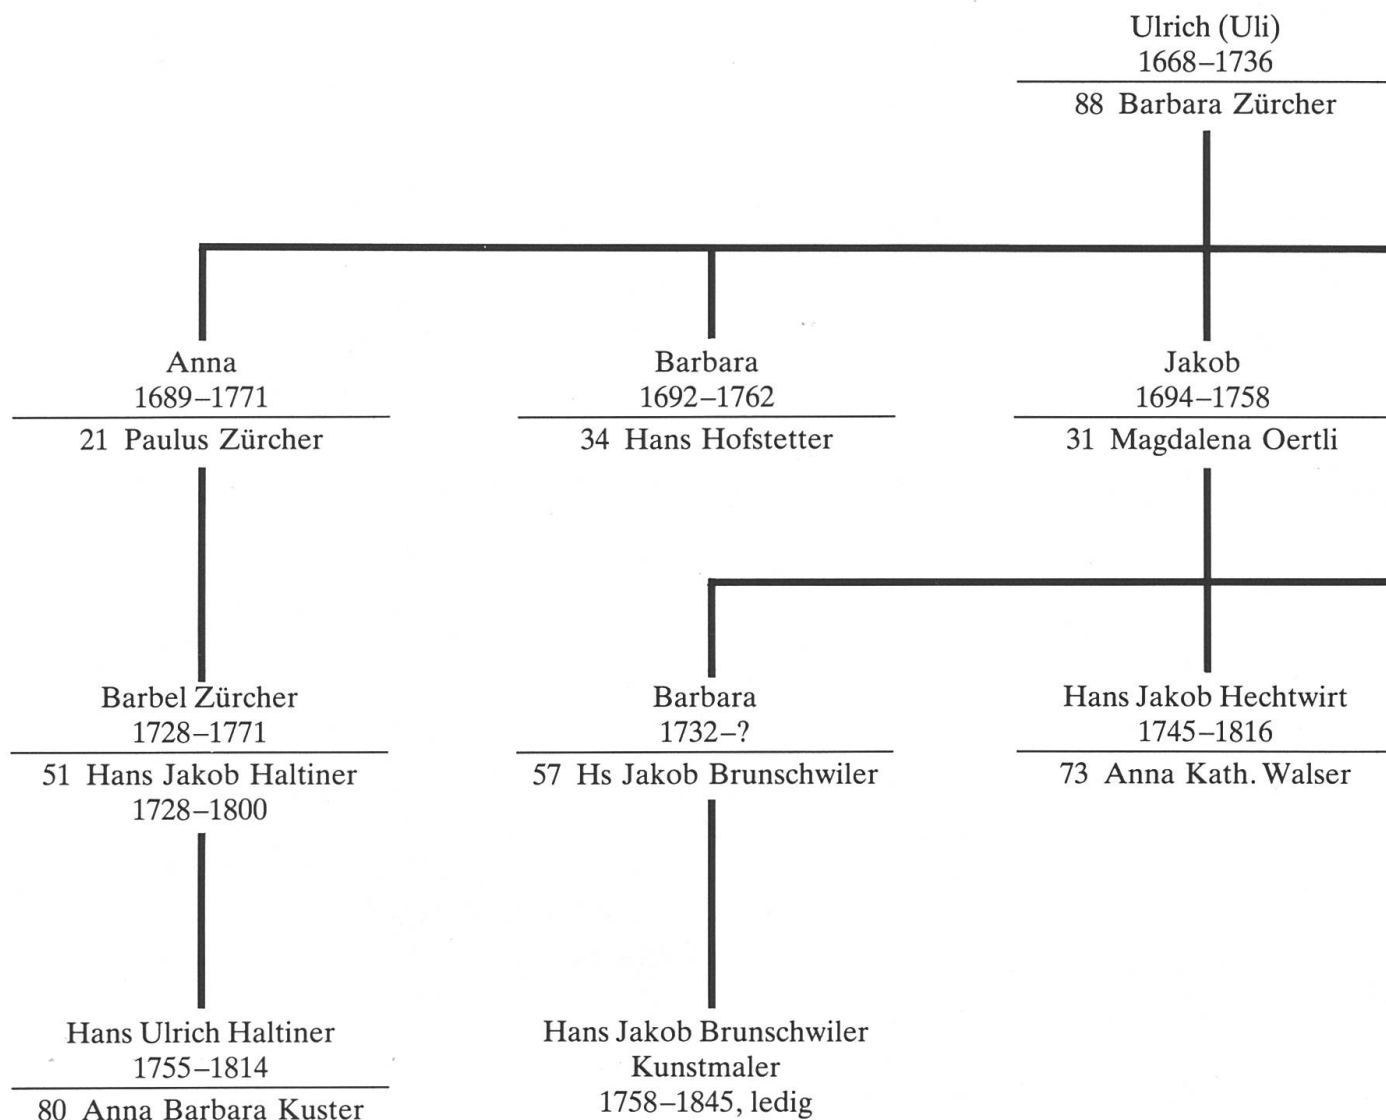 Ulrich (Uli)
1668–1736
88 Barbara Zürcher
Anna
1689–1771
21 Paulus Zürcher
Barbara
1692–1762
34 Hans Hofstetter
Jakob
1694–1758
31 Magdalena Oertli
Barbel Zürcher
1728–1771
51 Hans Jakob Haltiner
1728–1800
Barbara
1732–?
57 Hs Jakob Brunschwiler
Hans Jakob Hechtwirt
1745–1816
73 Anna Kath. Walser
Hans Ulrich Haltiner
1755–1814
80 Anna Barbara Kuster
Hans Jakob Brunschwiler
Kunstmaler
1758–1845, ledig